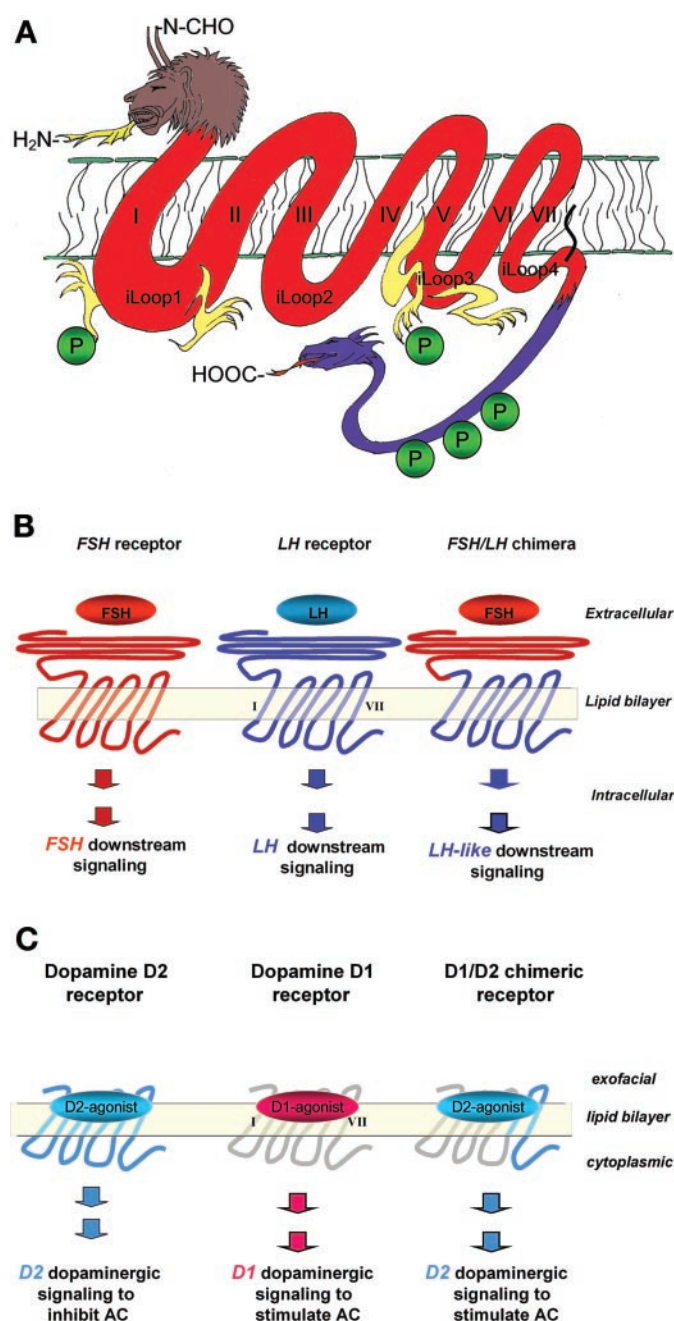 A
-N-CHO
H₂N-
I
II
III
IV
V
VI
VII
iLoop1
iLoop2
iLoop3
iLoop4
P
P
HOOC-
P
P
P
B
FSH receptor
LH receptor
FSH/LH chimera
FSH
LH
FSH
Extracellular
I
VII
Lipid bilayer
Intracellular
FSH downstream
signaling
LH downstream
signaling
LH-like downstream
signaling
C
Dopamine D2
receptor
Dopamine D1
receptor
D1/D2 chimeric
receptor
D2-agonist
D1-agonist
D2-agonist
exofacial
I
VII
lipid bilayer
cytoplasmic
D2 dopaminergic
signaling to
inhibit AC
D1 dopaminergic
signaling to
stimulate AC
D2 dopaminergic
signaling to
stimulate AC